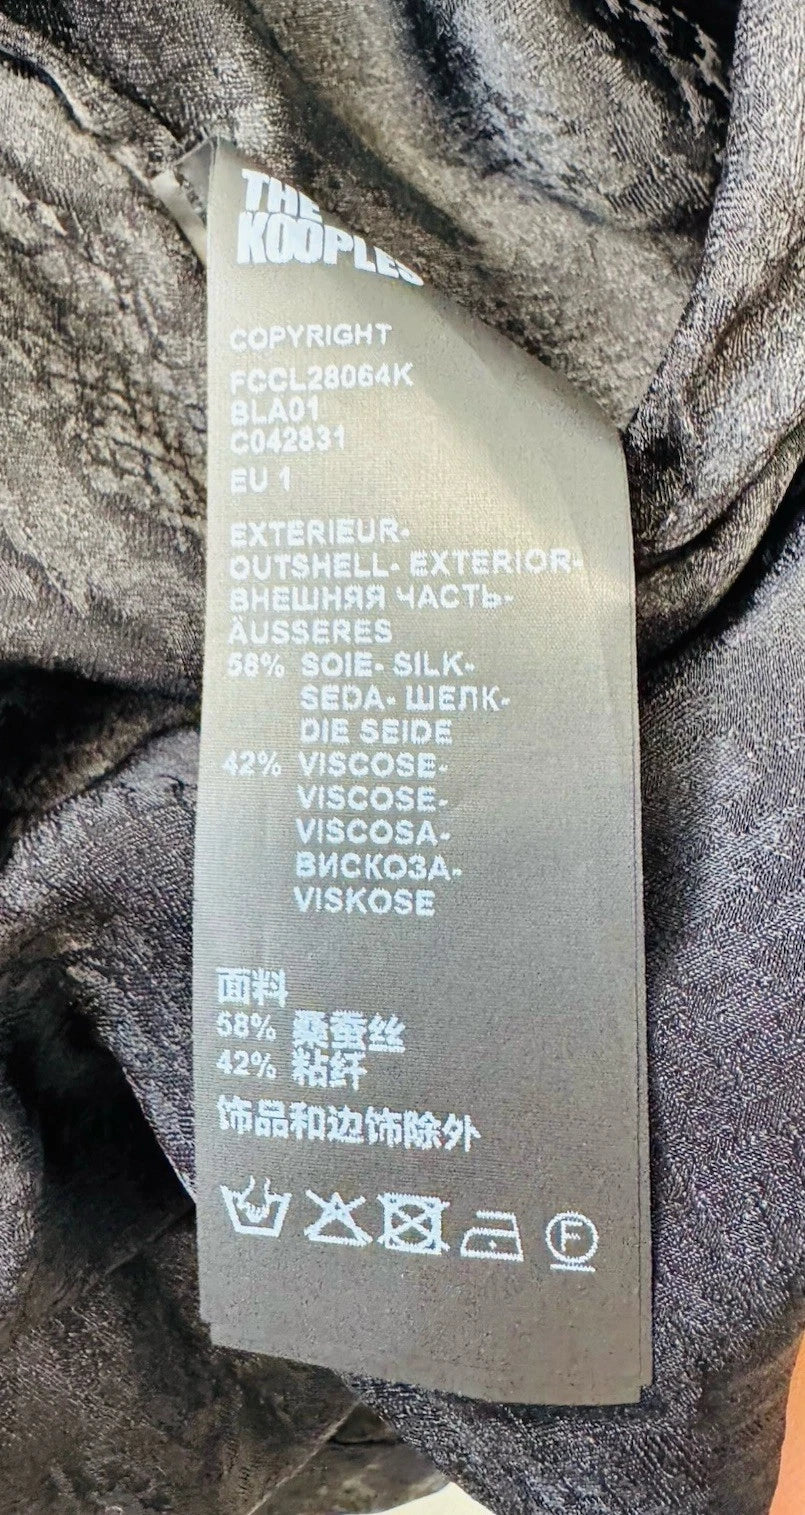 THE
KOOPLES
COPYRIGHT
FCCL28064K
BLA01
C042831
EU 1
EXTERIEUR-
OUTSHELL- EXTERIOR-
ВНЕШНЯЯ ЧАСТЬ-
ÄUSSERES
58% SOIE- SILK-
SEDA- ШЕЛК-
DIE SEIDE
42% VISCOSE-
VISCOSE-
VISCOSA-
ВИСКОЗА-
VISKOSE
面料
58% 桑蚕丝
42% 粘纤
饰品和边饰除外
F